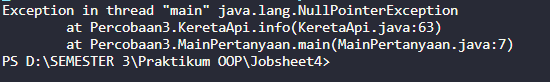 Exception in thread "main" java.lang.NullPointerException
at Percobaan3.KeretaApi.info(KeretaApi.java:63)
at Percobaan3.MainPertanyaan.main(MainPertanyaan.java:7)
PS D:\SEMESTER 3\Praktikum OOP\Jobsheet4>